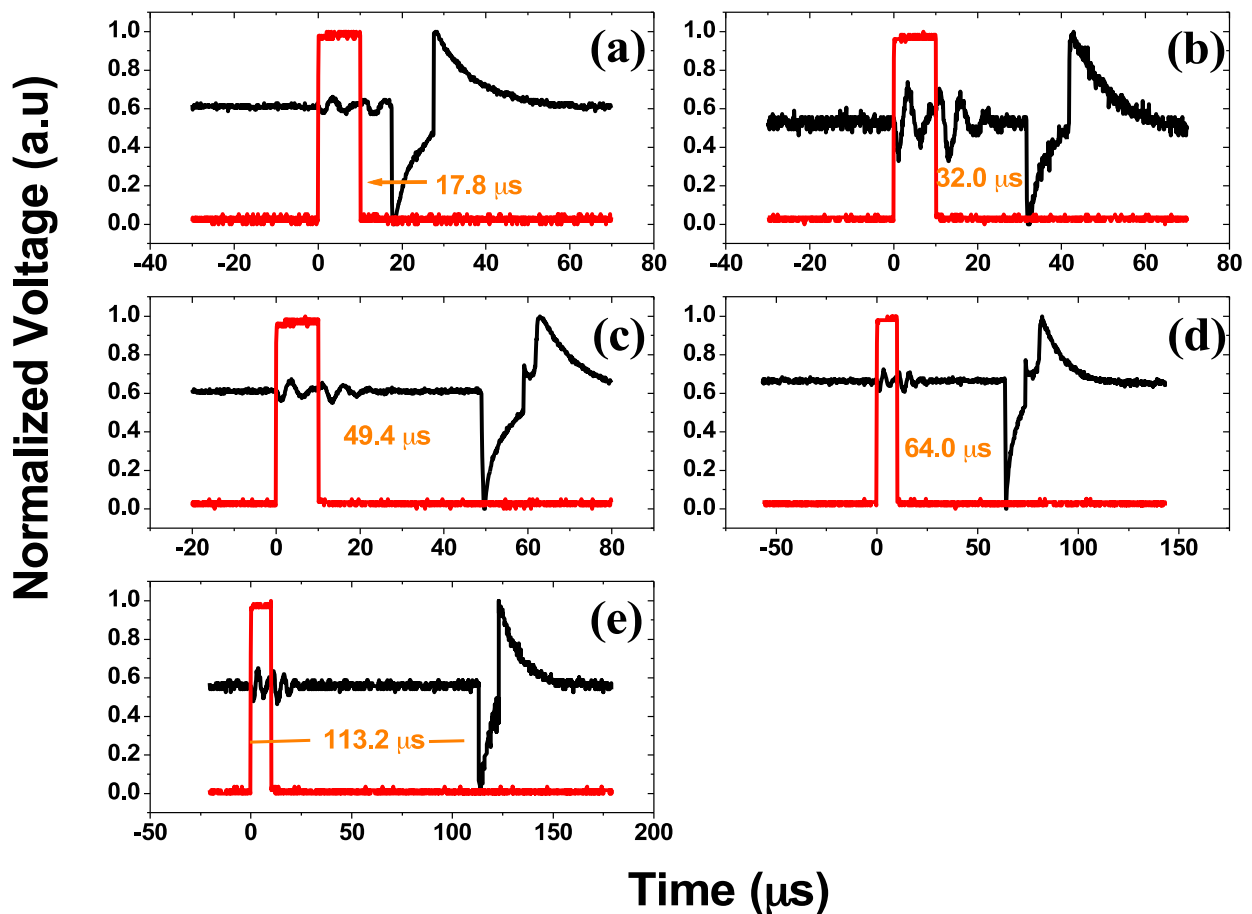 Normalized Voltage (a.u)
1.0
0.8
0.6
0.4
0.2
0.0
(a)
17.8 μs
-40 -20 0 20 40 60 80
1.0
0.8
0.6
0.4
0.2
0.0
(b)
32.0 μs
-40 -20 0 20 40 60 80
1.0
0.8
0.6
0.4
0.2
0.0
(c)
49.4 μs
-20 0 20 40 60 80
1.0
0.8
0.6
0.4
0.2
0.0
(d)
64.0 μs
-50 0 50 100 150
1.0
0.8
0.6
0.4
0.2
0.0
(e)
113.2 μs
-50 0 50 100 150 200
Time (μs)